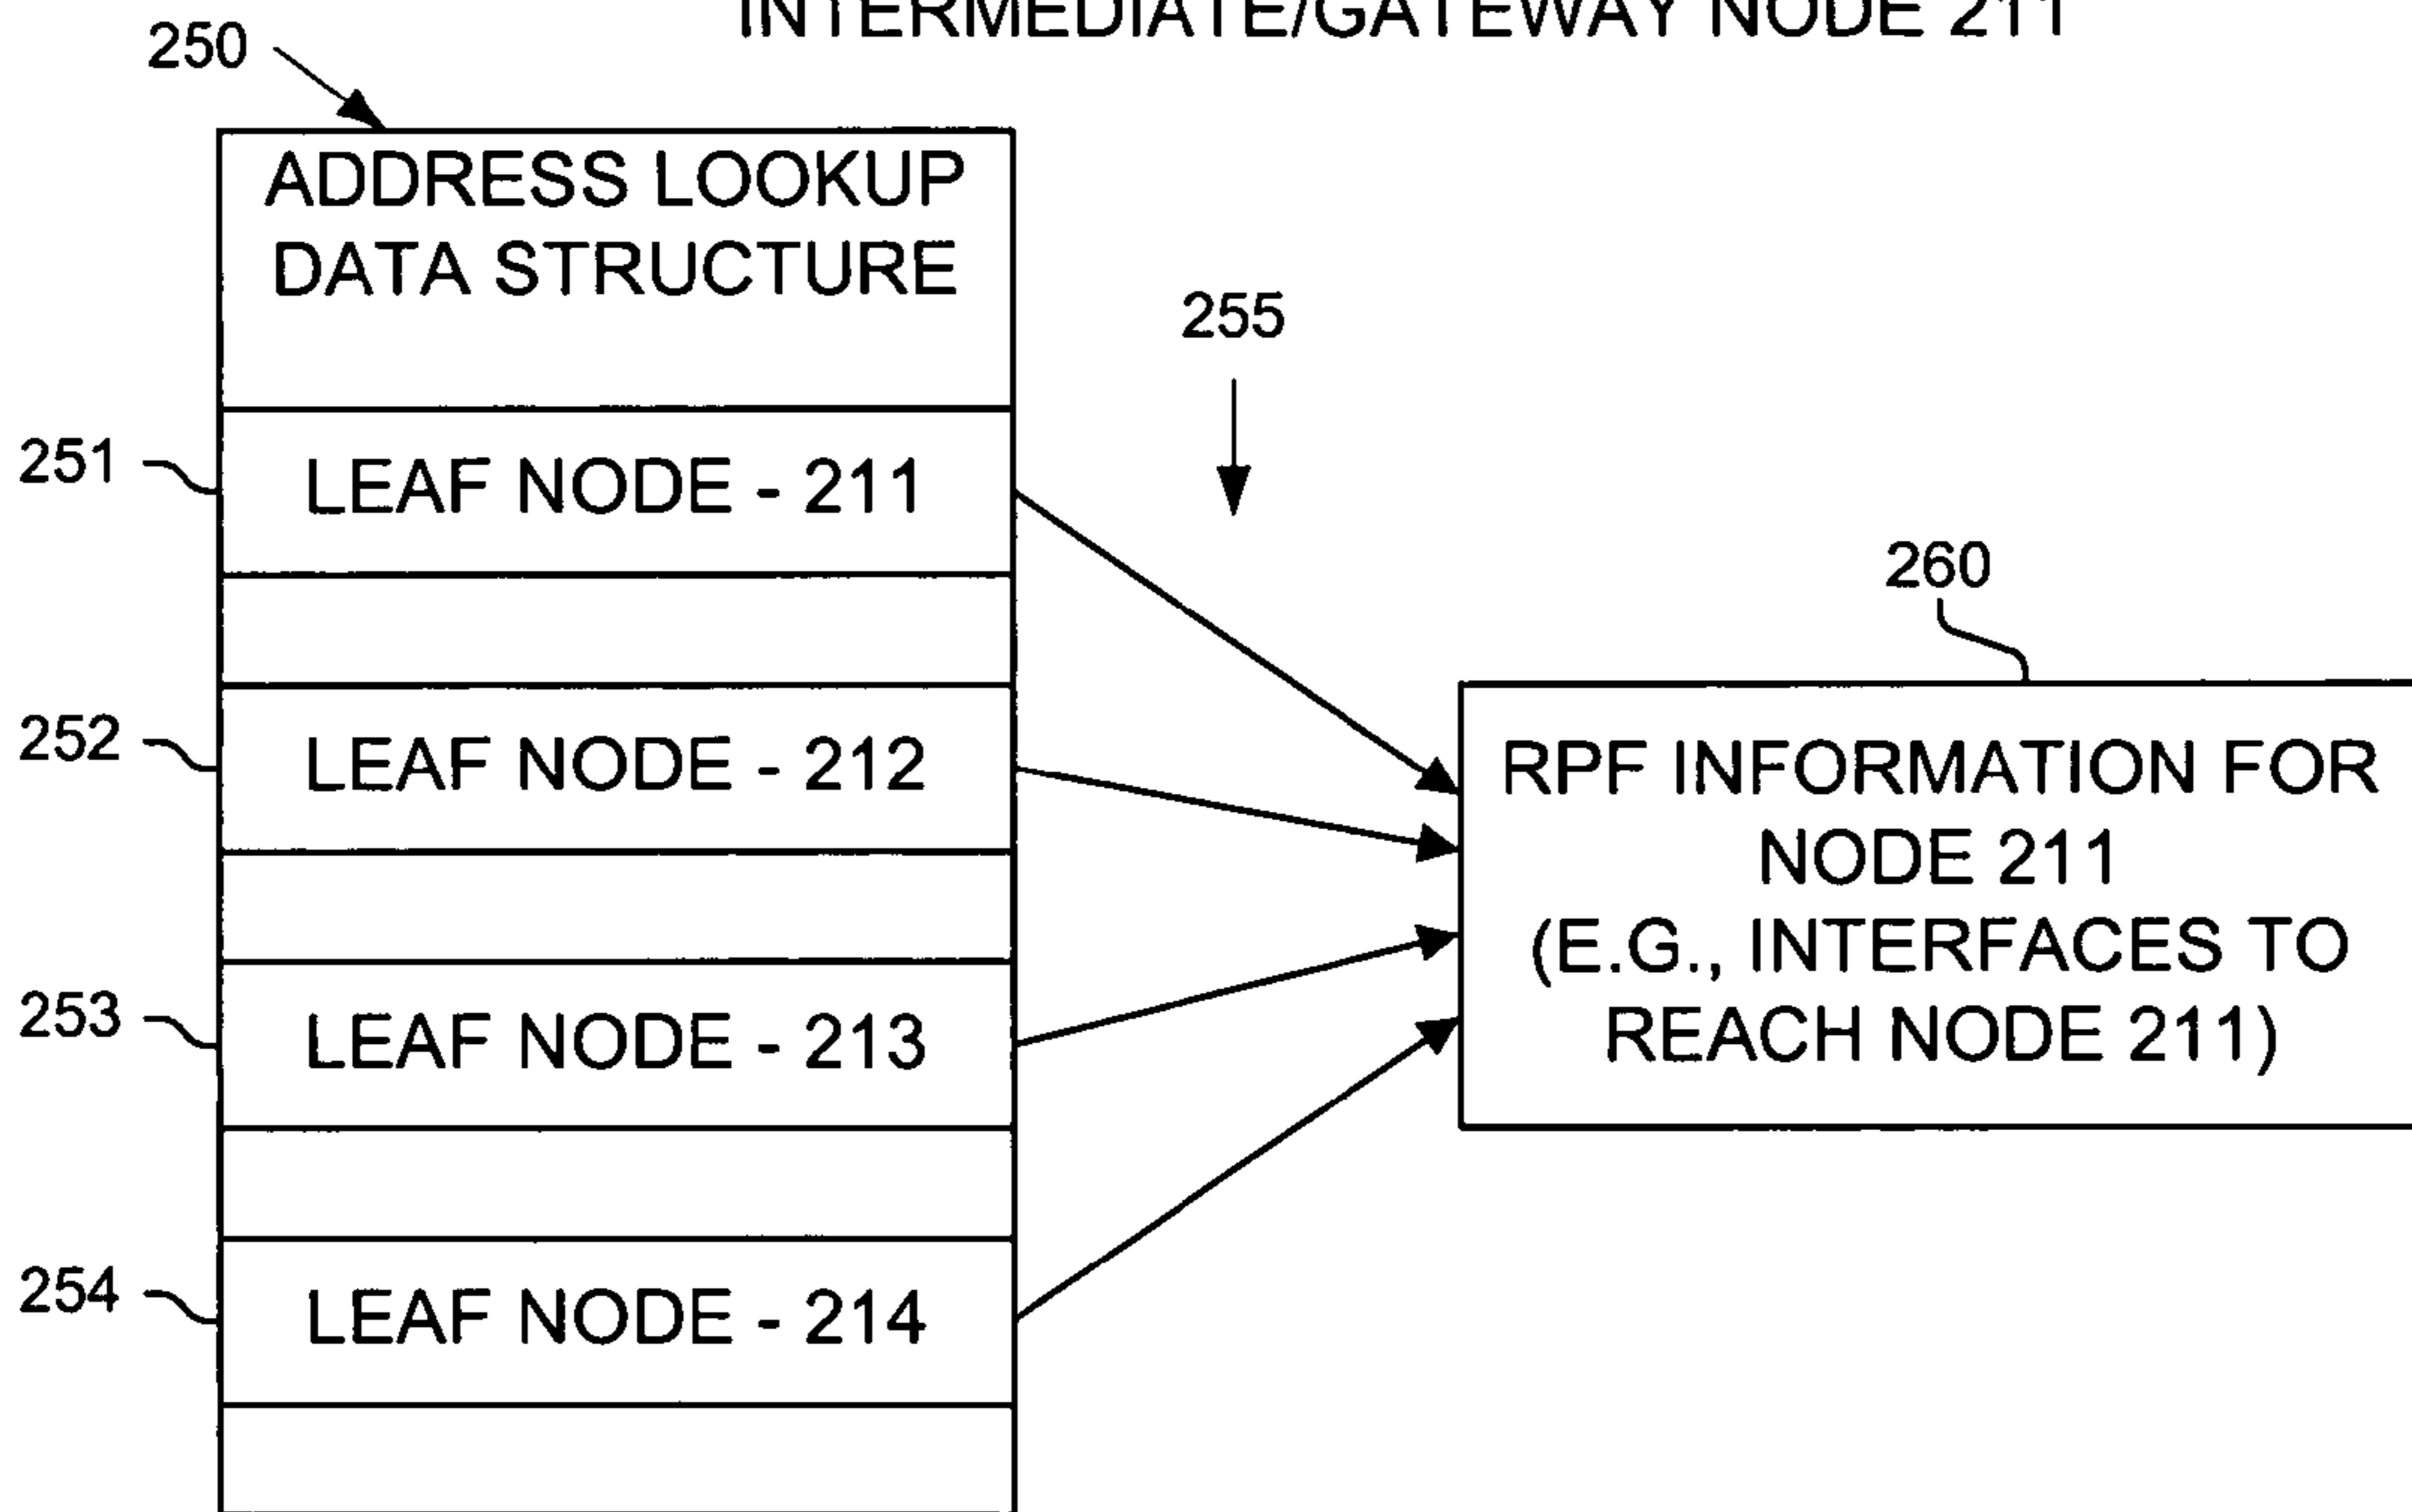 INTERMEDIATE/GATEWAY NODE 211
250
ADDRESS LOOKUP
DATA STRUCTURE
255
251
LEAF NODE - 211
260
252
LEAF NODE - 212
RPF INFORMATION FOR
NODE 211
(E.G., INTERFACES TO
REACH NODE 211)
253
LEAF NODE - 213
254
LEAF NODE - 214